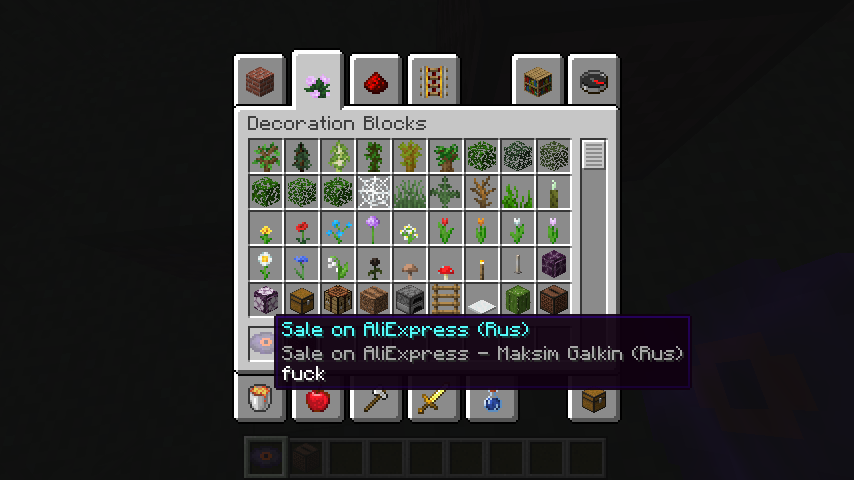 Decoration Blocks
Sale on AliExpress (Rus)
Sale on AliExpress – Maksim Galkin (Rus)
fuck